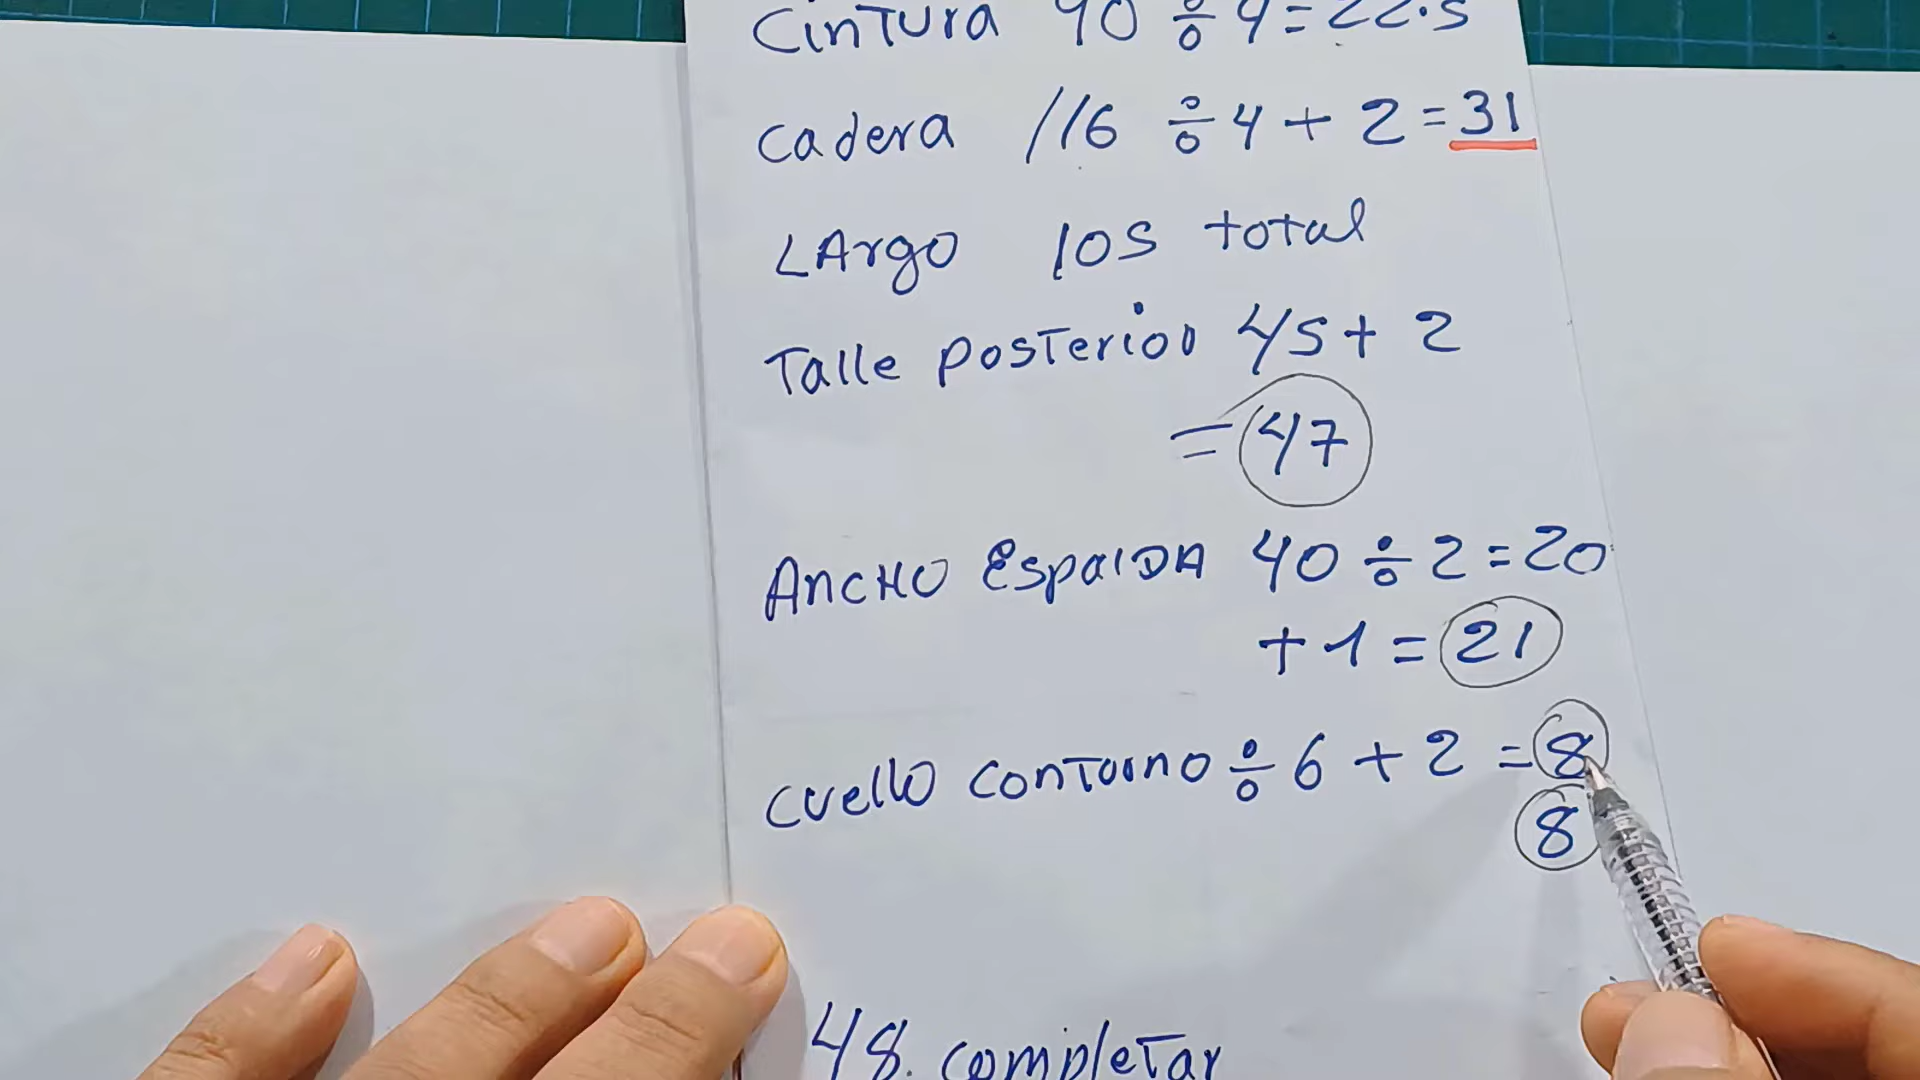 Cintura 90 ÷ 4 = 22.5
Cadera 116 ÷ 4 + 2 = 31
LArgo 105 total
Talle posterior 45 + 2
= 47
ANCHO EspalDA 40 ÷ 2 = 20
+ 1 = 21
Cuello Contorno ÷ 6 + 2 = 8
8
48. completar